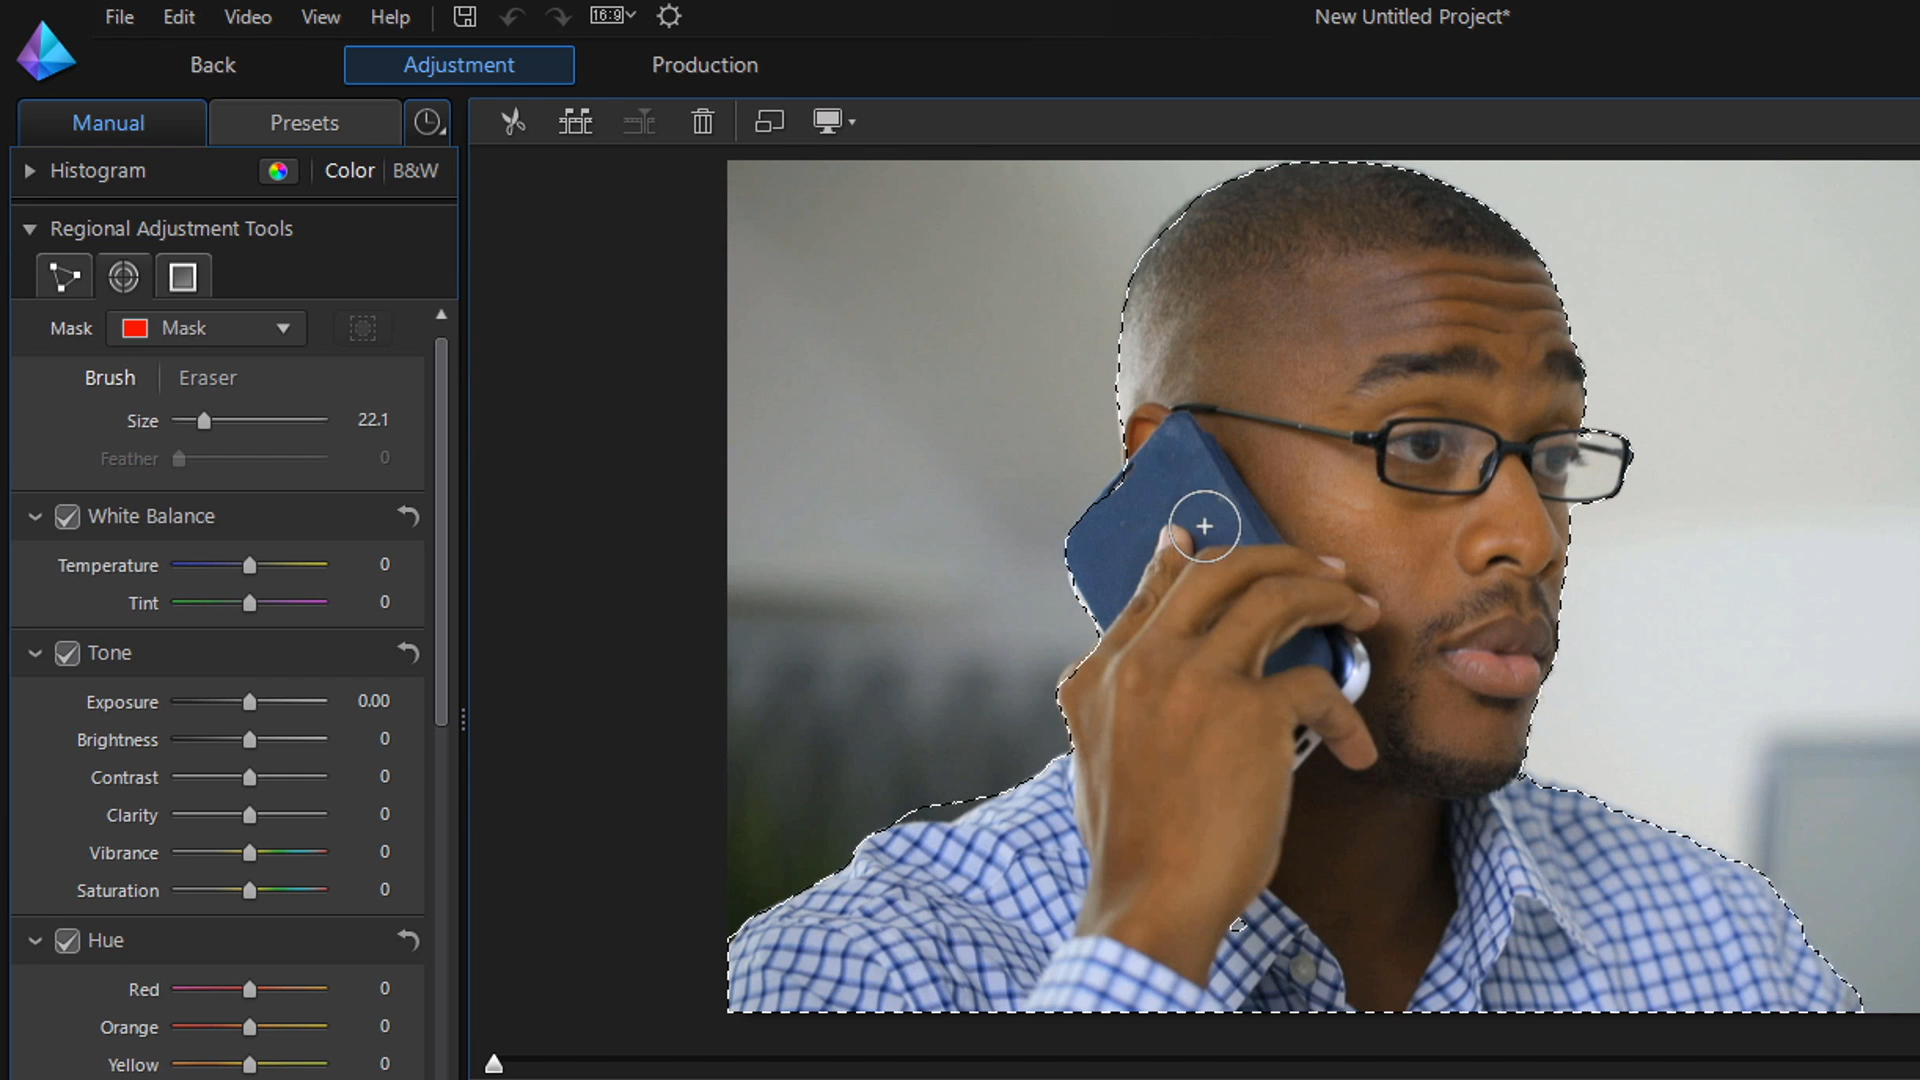 File Edit Video View Help 16:9 New Untitled Project*
Back Adjustment Production
Manual Presets
Histogram Color B&W
Regional Adjustment Tools
Mask Mask
Brush Eraser
Size 22.1
Feather 0
White Balance
Temperature 0
Tint 0
Tone
Exposure 0.00
Brightness 0
Contrast 0
Clarity 0
Vibrance 0
Saturation 0
Hue
Red 0
Orange 0
Yellow 0